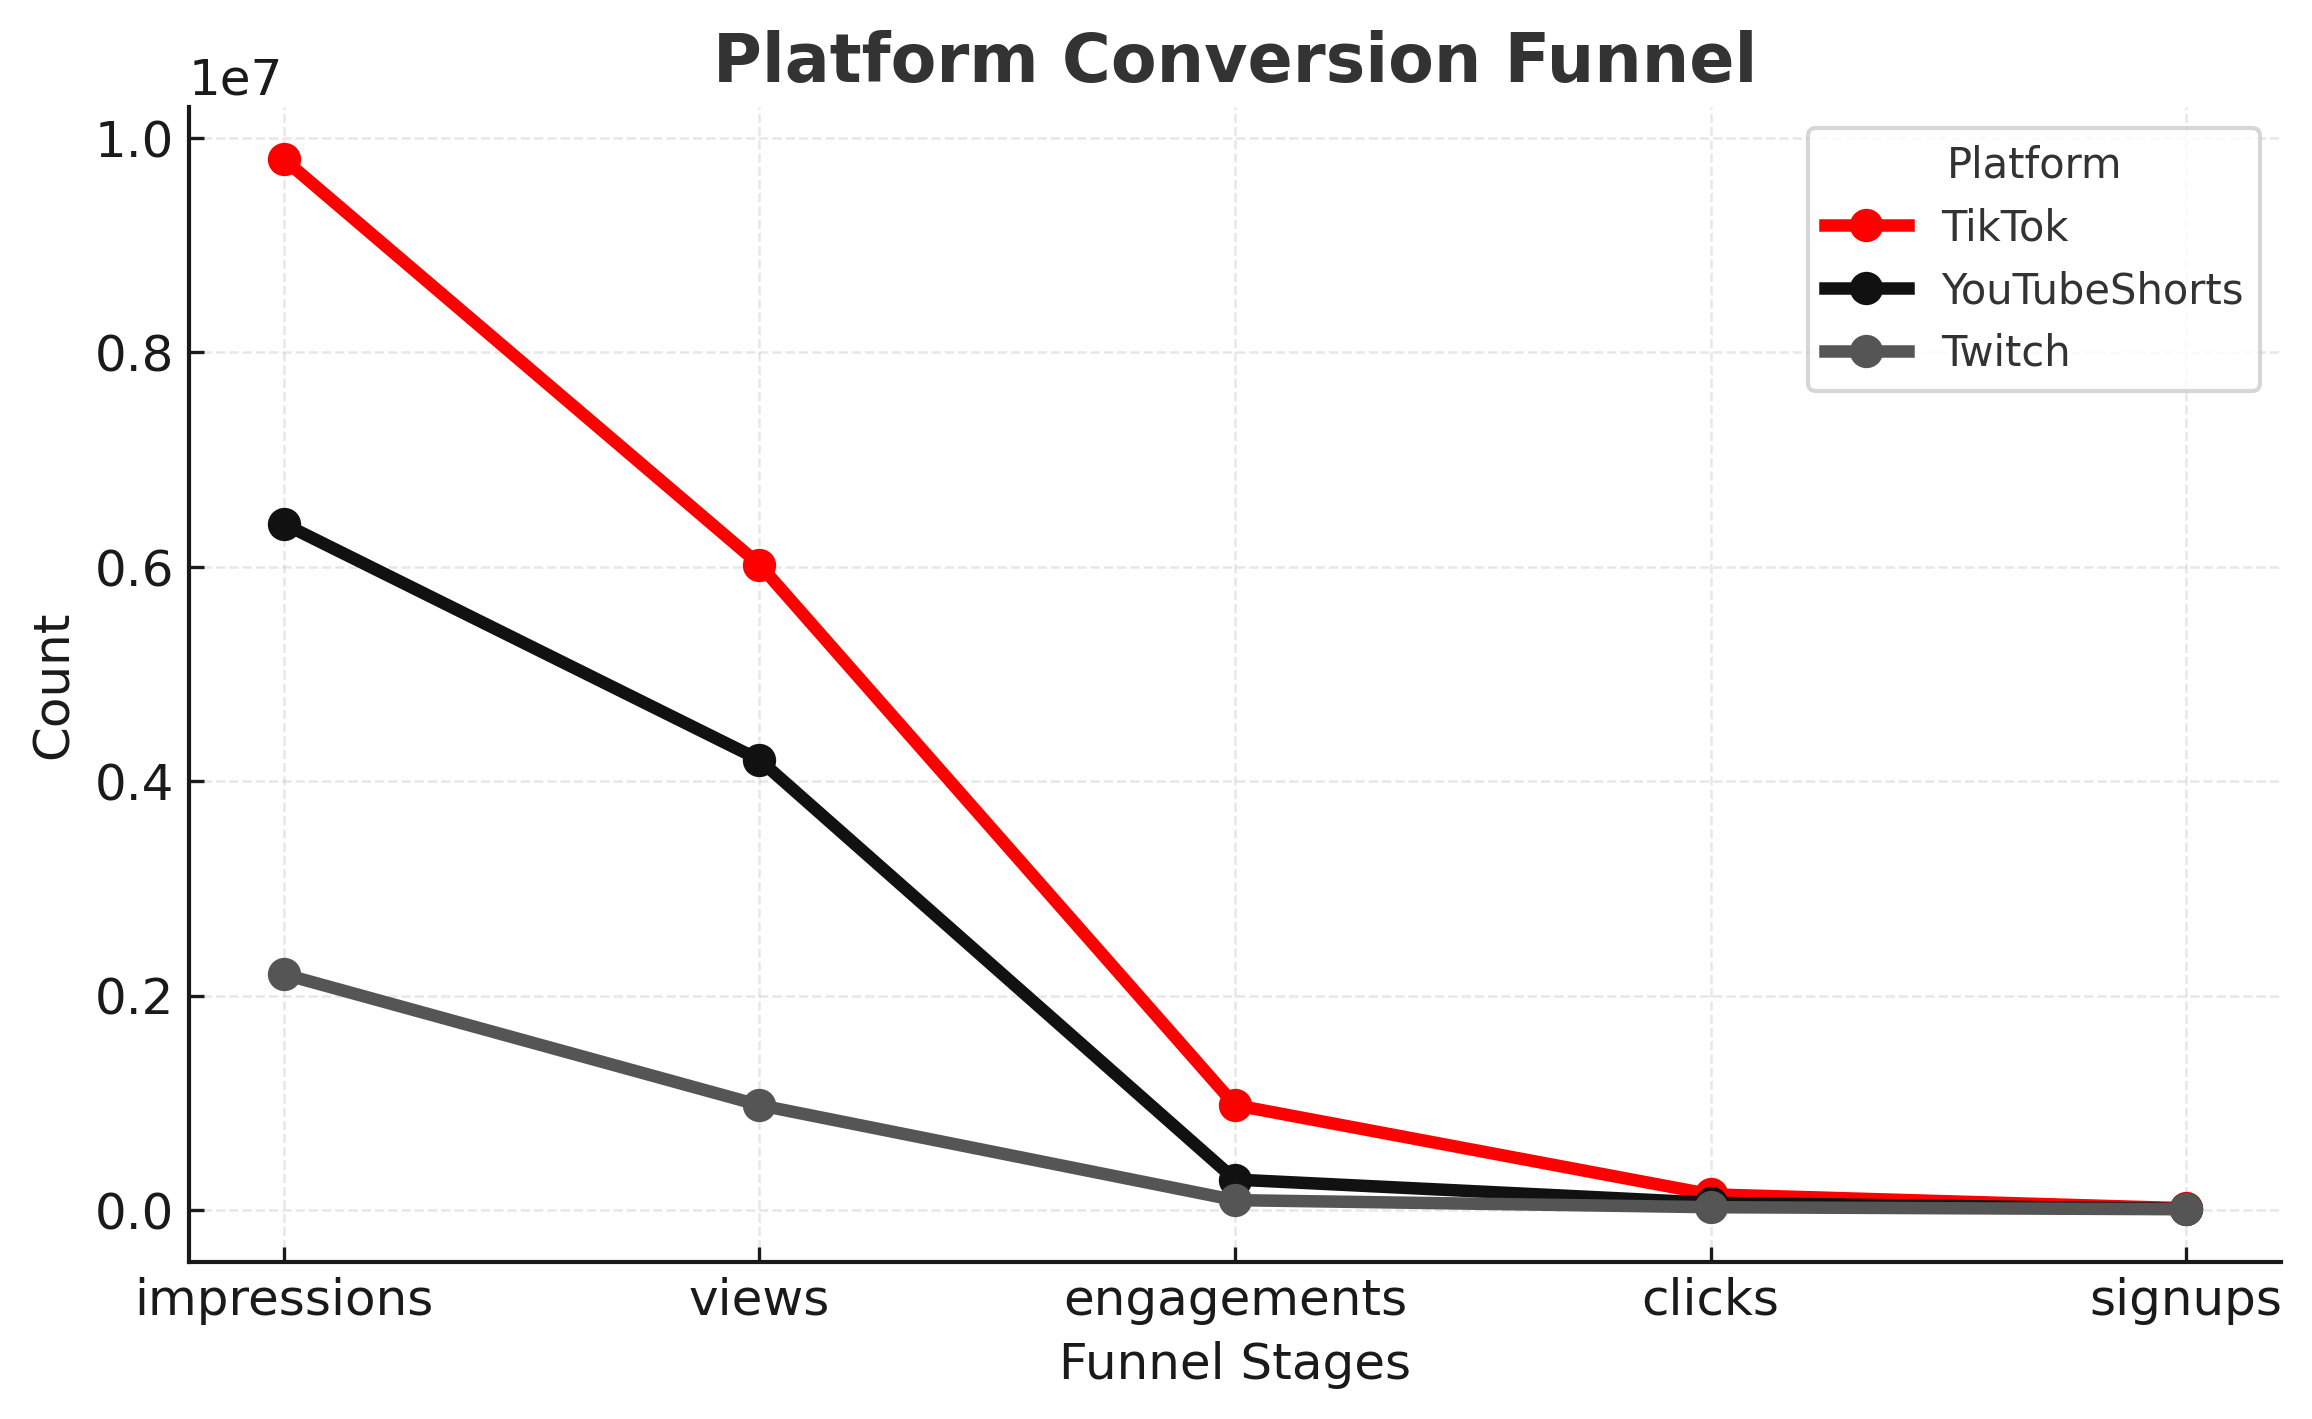 Platform Conversion Funnel
1e7
1.0
0.8
0.6
0.4
0.2
0.0
Count
Platform
TikTok
YouTubeShorts
Twitch
impressions views engagements clicks signups
Funnel Stages